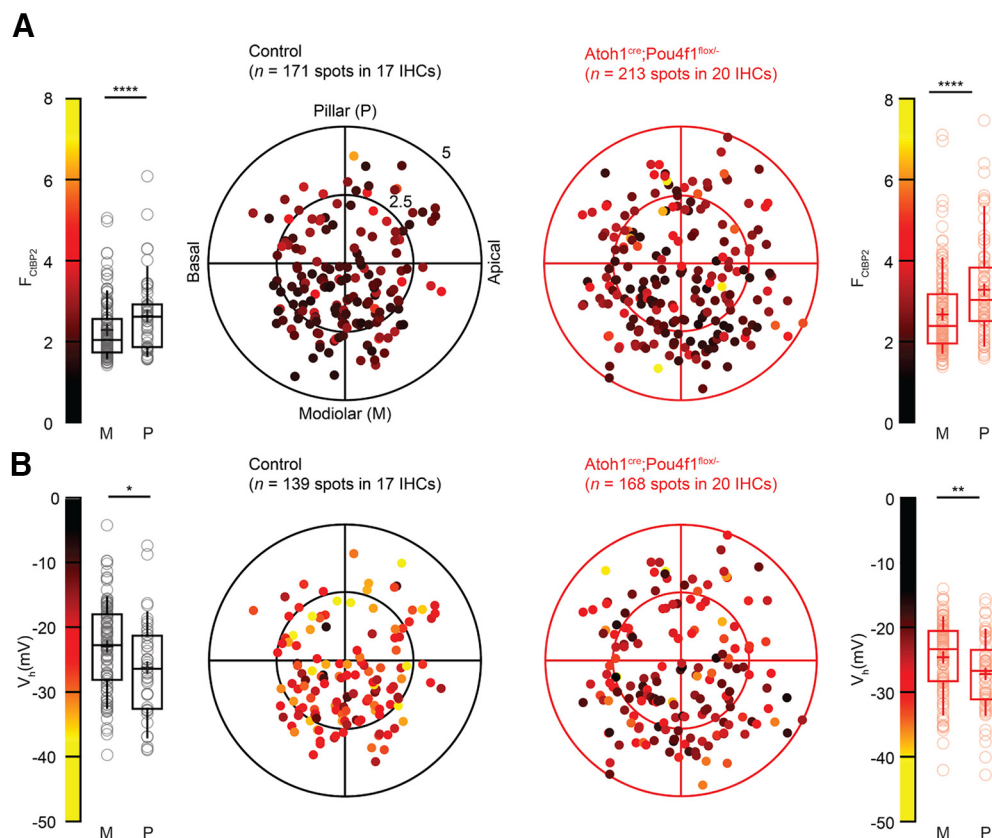 A
Control
(n = 171 spots in 17 IHCs)
Atoh1cre;Pou4f1flox/-
(n = 213 spots in 20 IHCs)
8
6
4
2
0
FCtBP2
****
M
P
Pillar (P)
5
2.5
Basal
Apical
Modiolar (M)
8
6
4
2
0
FCtBP2
****
M
P
B
Control
(n = 139 spots in 17 IHCs)
Atoh1cre;Pou4f1flox/-
(n = 168 spots in 20 IHCs)
0
-10
-20
-30
-40
-50
Vh(mV)
*
M
P
0
-10
-20
-30
-40
-50
Vh(mV)
**
M
P